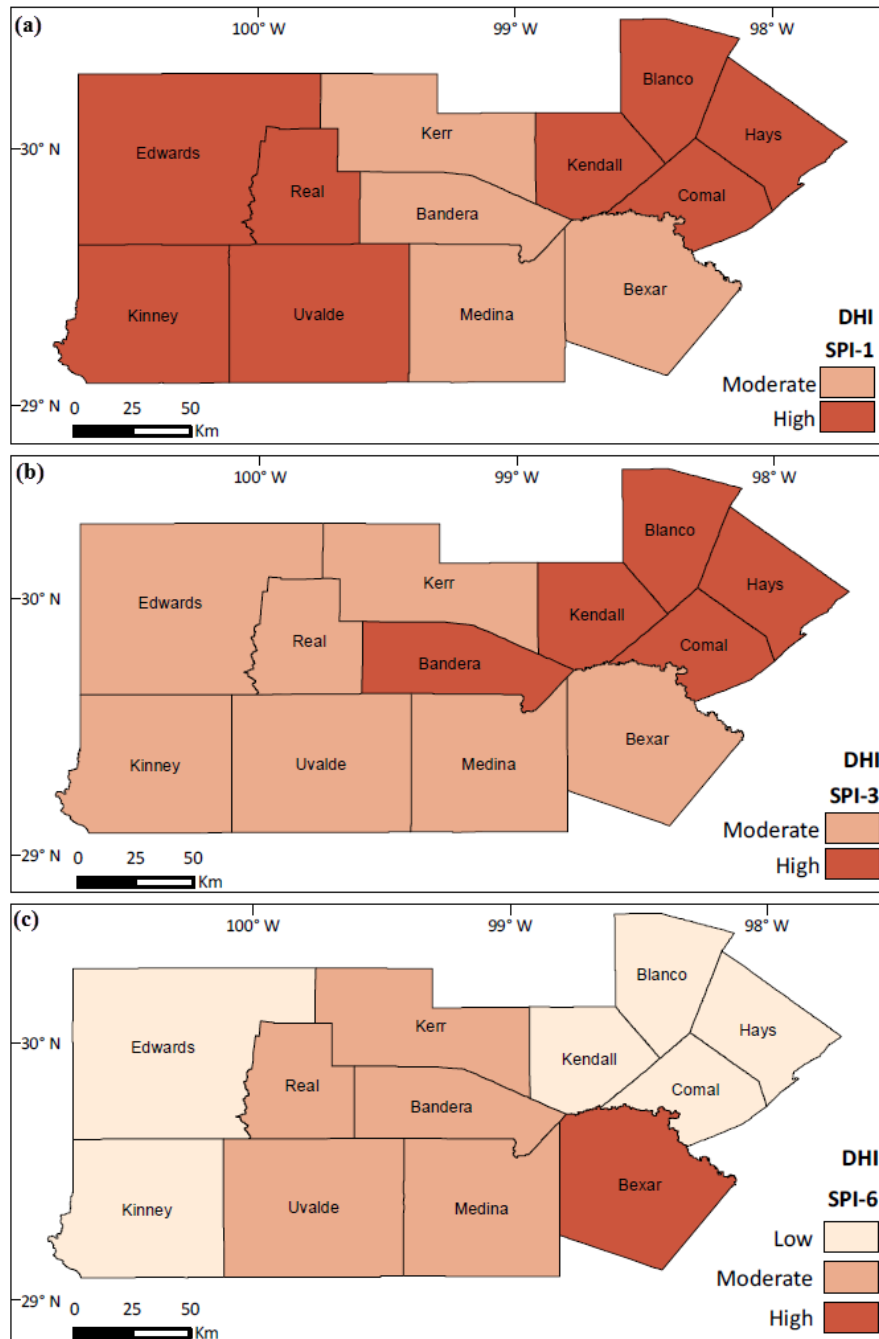 (a)
100° W 99° W 98° W
Blanco
Edwards Kerr Hays
30° N
Kendall
Real Comal
Bandera
Bexar
Kinney Uvalde Medina
DHI
SPI-1
Moderate
High
29° N
0 25 50
Km
(b)
100° W 99° W 98° W
Blanco
Kerr Hays
30° N
Edwards Kendall
Real Comal
Bandera
Bexar
Kinney Uvalde Medina
DHI
SPI-3
Moderate
High
29° N
0 25 50
Km
(c)
100° W 99° W 98° W
Blanco
Kerr Hays
30° N
Edwards Kendall
Real Comal
Bandera
Bexar
Kinney Uvalde Medina
DHI
SPI-6
Low
Moderate
High
29° N
0 25 50
Km